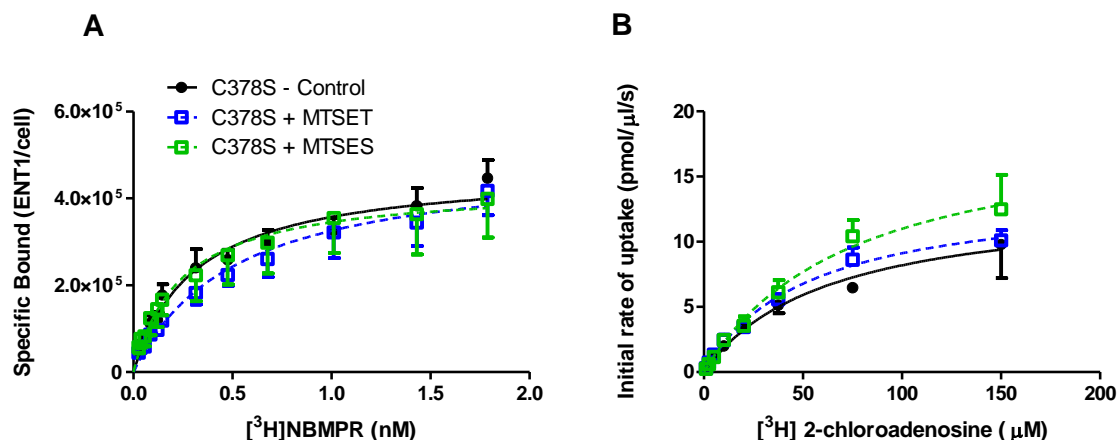 A
C378S - Control
C378S + MTSET
C378S + MTSES
Specific Bound (ENT1/cell)
6.0×10⁵
4.0×10⁵
2.0×10⁵
0
0.0 0.5 1.0 1.5 2.0
[³H]NBMPR (nM)
B
Initial rate of uptake (pmol/μl/s)
20
15
10
5
0
0 50 100 150 200
[³H] 2-chloroadenosine ( μM)